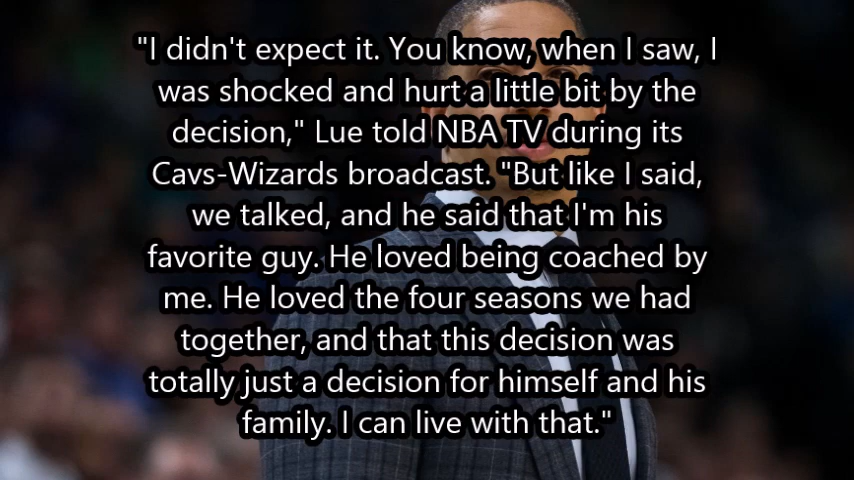 "I didn't expect it. You know, when I saw, I
was shocked and hurt a little bit by the
decision," Lue told NBA TV during its
Cavs-Wizards broadcast. "But like I said,
we talked, and he said that I'm his
favorite guy. He loved being coached by
me. He loved the four seasons we had
together, and that this decision was
totally just a decision for himself and his
family. I can live with that."